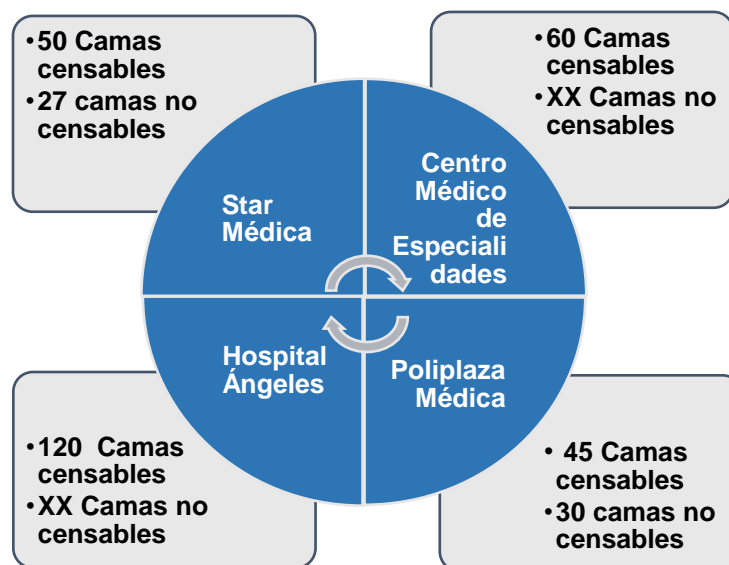 •50 Camas
censables
•27 camas no
censables
•60 Camas
censables
•XX Camas no
censables
Star
Médica
Centro
Médico
de
Especiali
dades
Hospital
Ángeles
Poliplaza
Médica
•120 Camas
censables
•XX Camas no
censables
• 45 Camas
censables
•30 camas no
censables